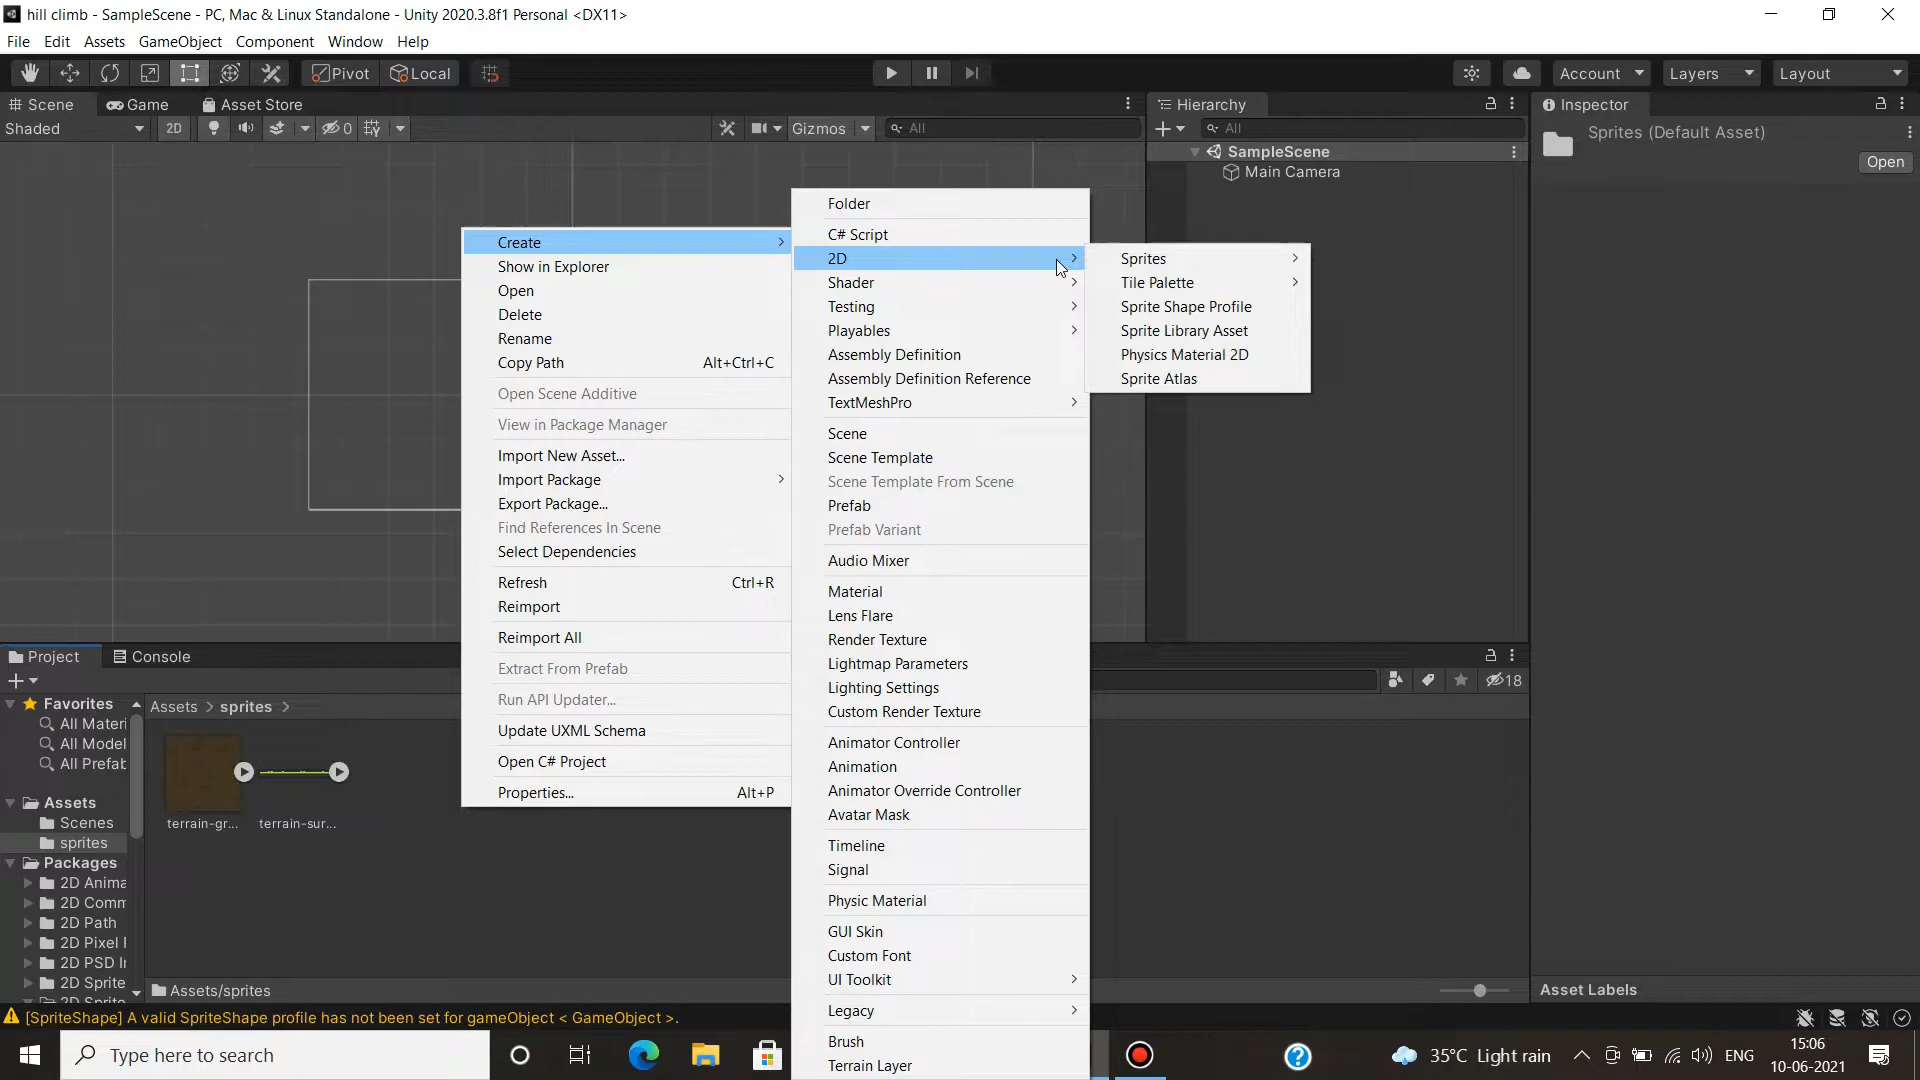 hill climb - SampleScene - PC, Mac & Linux Standalone - Unity 2020.3.8f1 Personal <DX11>
File Edit Assets GameObject Component Window Help
Pivot Local Account Layers Layout
Scene Game Asset Store
Shaded 2D 0 Gizmos All
Hierarchy
All
SampleScene
Main Camera
Inspector
Sprites (Default Asset)
Open
Create
Show in Explorer
Open
Delete
Rename
Copy Path Alt+Ctrl+C
Open Scene Additive
View in Package Manager
Import New Asset...
Import Package
Export Package...
Find References In Scene
Select Dependencies
Refresh Ctrl+R
Reimport
Reimport All
Extract From Prefab
Run API Updater...
Update UXML Schema
Open C# Project
Properties... Alt+P
Folder
C# Script
2D
Shader
Testing
Playables
Assembly Definition
Assembly Definition Reference
TextMeshPro
Scene
Scene Template
Scene Template From Scene
Prefab
Prefab Variant
Audio Mixer
Material
Lens Flare
Render Texture
Lightmap Parameters
Lighting Settings
Custom Render Texture
Animator Controller
Animation
Animator Override Controller
Avatar Mask
Timeline
Signal
Physic Material
GUI Skin
Custom Font
UI Toolkit
Legacy
Brush
Terrain Layer
Sprites
Tile Palette
Sprite Shape Profile
Sprite Library Asset
Physics Material 2D
Sprite Atlas
Project Console
18
Favorites
All Materi
All Model
All Prefab
Assets
Scenes
sprites
Packages
2D Anima
2D Comm
2D Path
2D Pixel
2D PSD
2D Sprite
2D Sprite
Assets > sprites >
terrain-gr... terrain-sur...
Assets/sprites
Asset Labels
[SpriteShape] A valid SpriteShape profile has not been set for gameObject < GameObject >.
Type here to search
35°C Light rain
ENG
15:06
10-06-2021